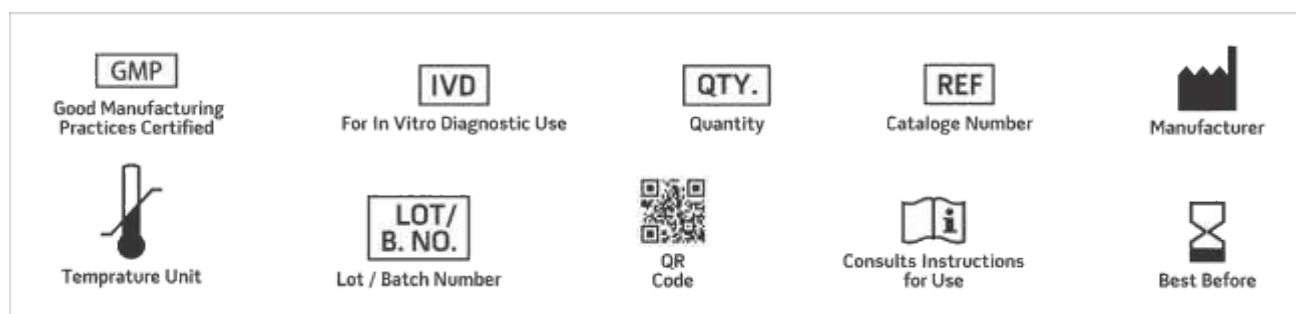 GMP
Good Manufacturing
Practices Certified
IVD
For In Vitro Diagnostic Use
QTY.
Quantity
REF
Cataloge Number
Manufacturer
Temprature Unit
LOT/
B. NO.
Lot / Batch Number
QR
Code
i
Consults Instructions
for Use
Best Before